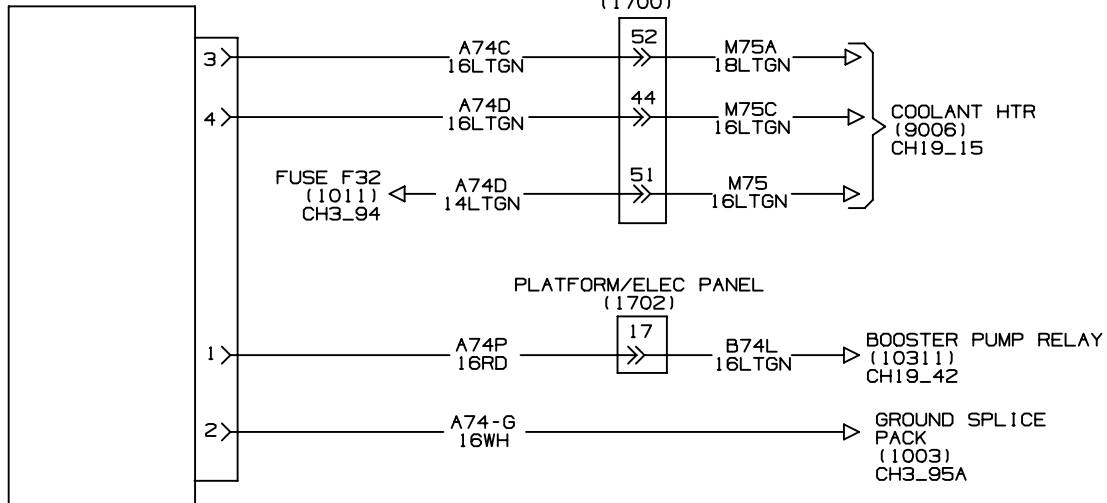 (1700)
3
A74C
16LTGN
52
M75A
18LTGN
4
A74D
16LTGN
44
M75C
16LTGN
COOLANT HTR
(9006)
CH19_15
FUSE F32
(1011)
CH3_94
A74D
14LTGN
51
M75
16LTGN
PLATFORM/ELEC PANEL
(1702)
1
A74P
16RD
17
B74L
16LTGN
BOOSTER PUMP RELAY
(10311)
CH19_42
2
A74-G
16WH
GROUND SPLICE
PACK
(1003)
CH3_95A